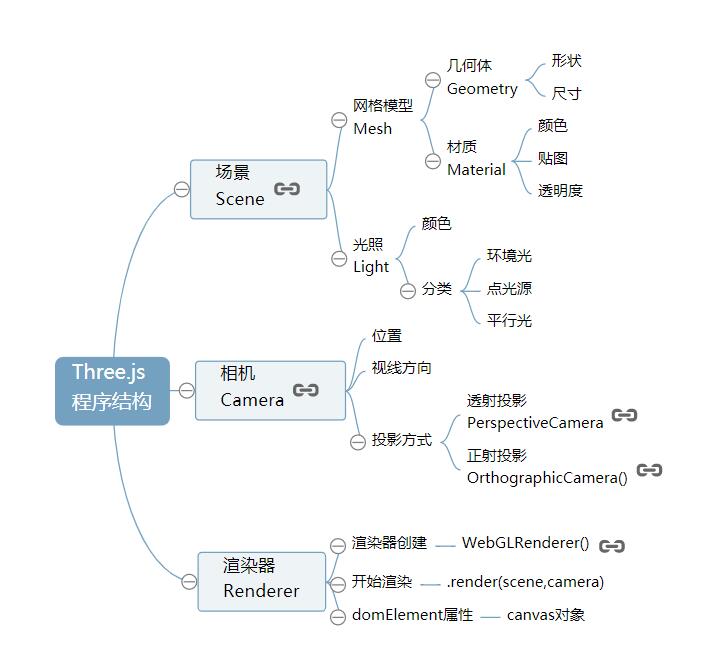 Three.js
程序结构
场景
Scene
网格模型
Mesh
几何体
Geometry
形状
尺寸
材质
Material
颜色
贴图
透明度
光照
Light
颜色
分类
环境光
点光源
平行光
相机
Camera
位置
视线方向
投影方式
透射投影
PerspectiveCamera
正射投影
OrthographicCamera()
渲染器
Renderer
渲染器创建
WebGLRenderer()
开始渲染
.render(scene,camera)
domElement属性
canvas对象